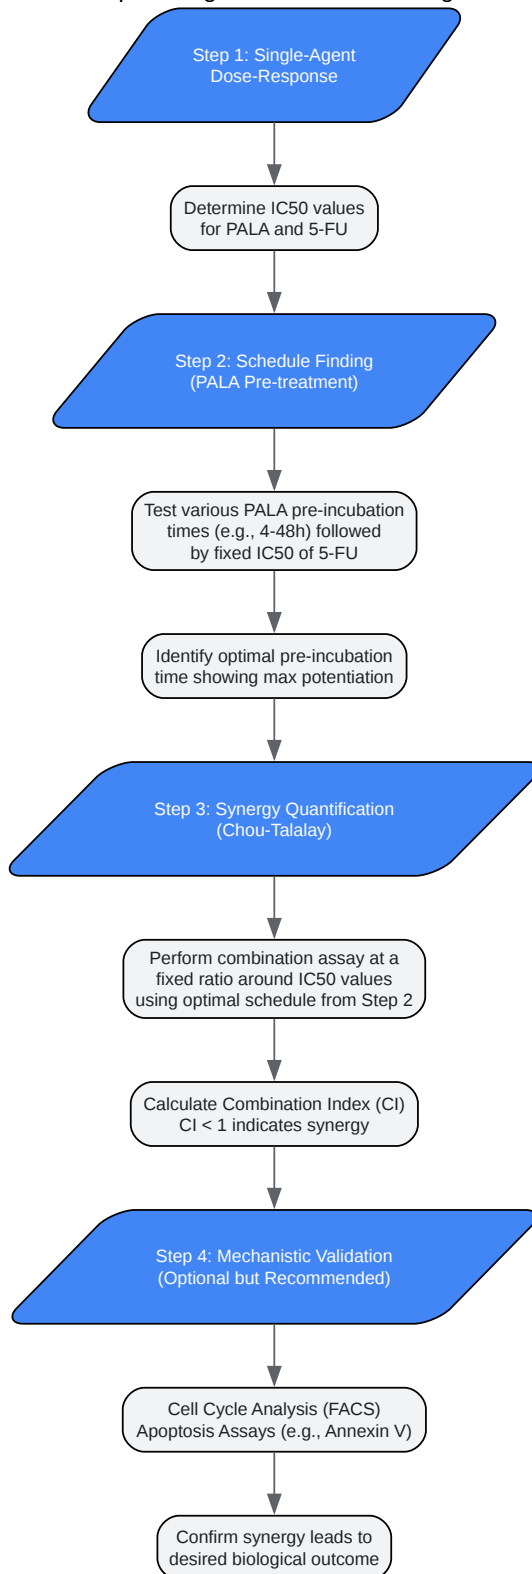 Step 1: Single-Agent
Dose-Response
Determine IC50 values
for PALA and 5-FU
Step 2: Schedule Finding
(PALA Pre-treatment)
Test various PALA pre-incubation
times (e.g., 4-48h) followed
by fixed IC50 of 5-FU
Identify optimal pre-incubation
time showing max potentiation
Step 3: Synergy Quantification
(Chou-Talalay)
Perform combination assay at a
fixed ratio around IC50 values
using optimal schedule from Step 2
Calculate Combination Index (CI)
CI < 1 indicates synergy
Step 4: Mechanistic Validation
(Optional but Recommended)
Cell Cycle Analysis (FACS)
Apoptosis Assays (e.g., Annexin V)
Confirm synergy leads to
desired biological outcome